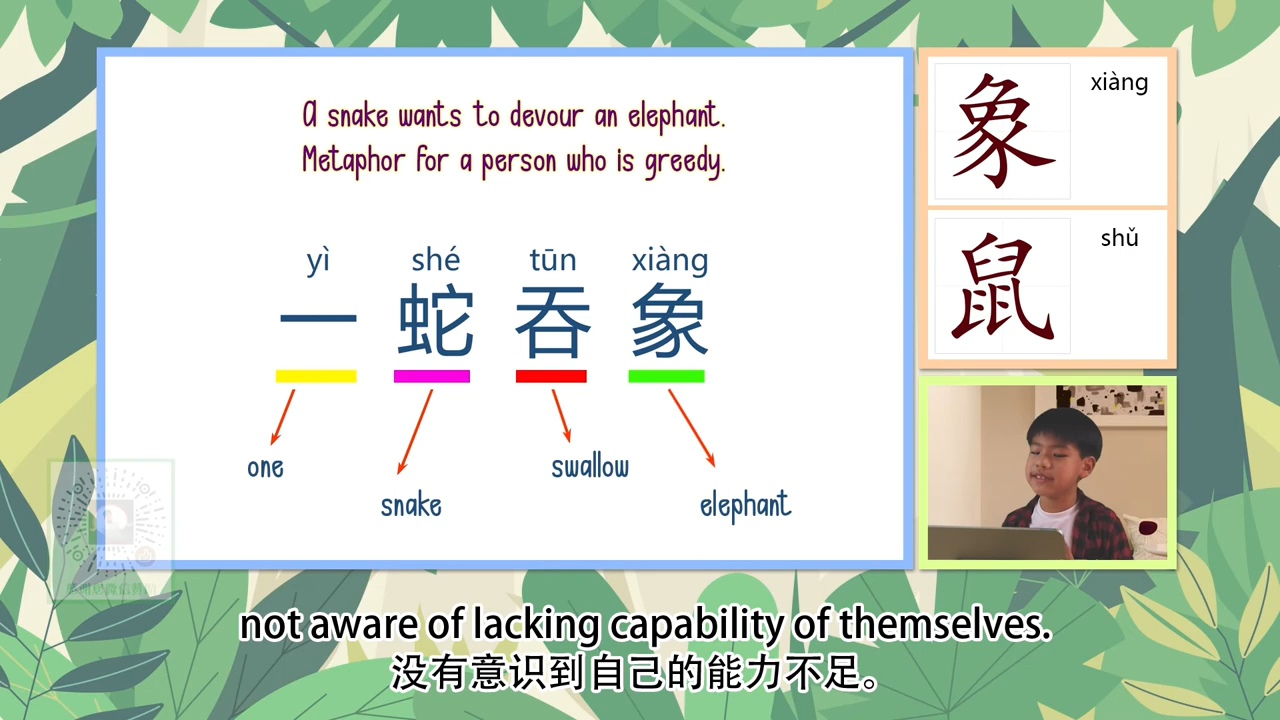 A snake wants to devour an elephant.
Metaphor for a person who is greedy.
yì shé tūn xiàng
一蛇吞象
one
swallow
snake
elephant
xiàng
象
shǔ
鼠
not aware of lacking capability of themselves.
没有意识到自己的能力不足。